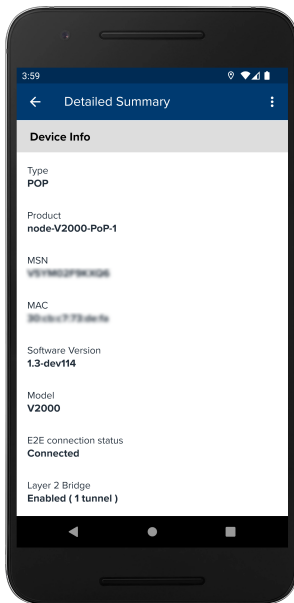 3:59
Detailed Summary
Device Info
Type
POP
Product
node-V2000-PoP-1
MSN
MAC
Software Version
1.3-dev114
Model
V2000
E2E connection status
Connected
Layer 2 Bridge
Enabled ( 1 tunnel )